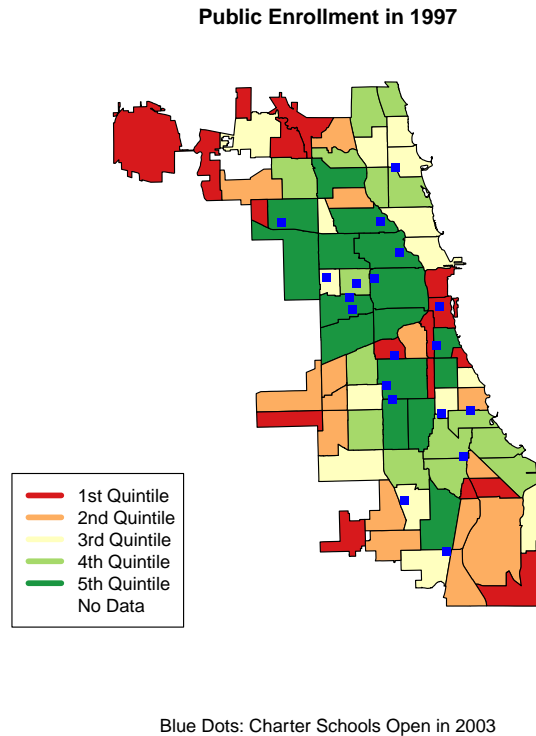 Public Enrollment in 1997
1st Quintile
2nd Quintile
3rd Quintile
4th Quintile
5th Quintile
No Data
Blue Dots: Charter Schools Open in 2003